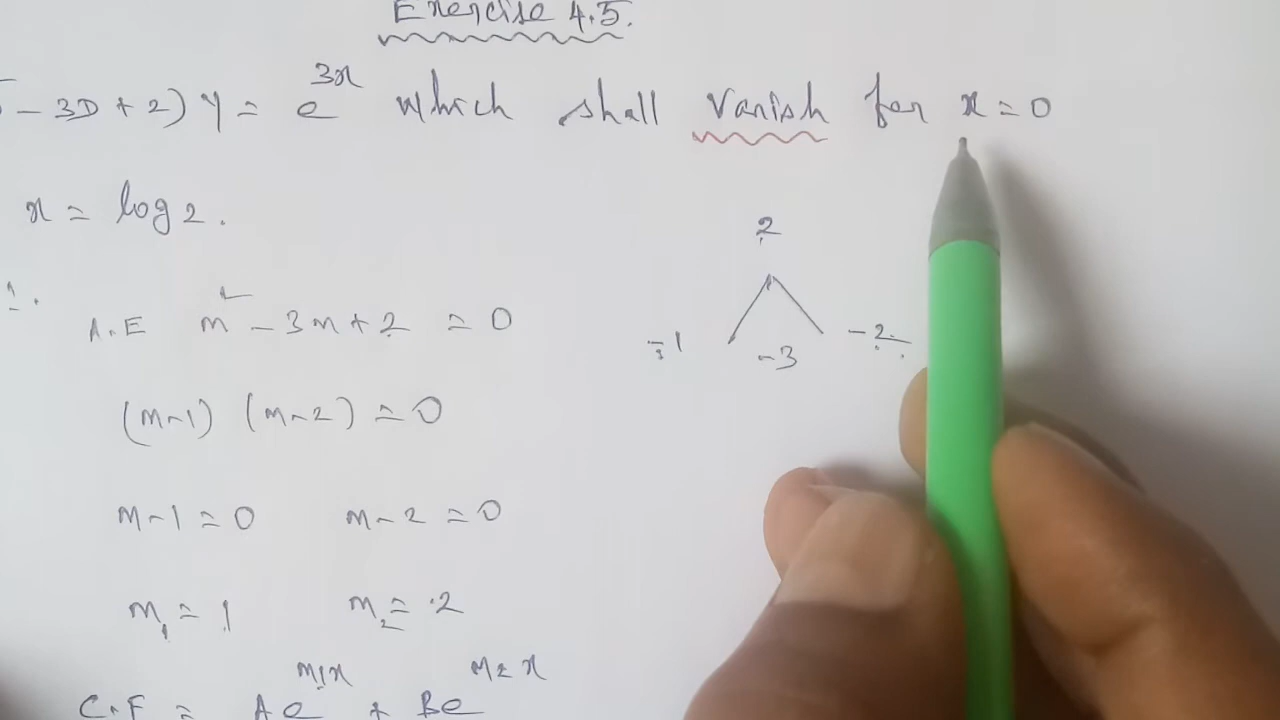 Exercise 4.5.
- 3D + 2) y = e^3x which shall vanish for x = 0
x = log 2.
2
A.E m² - 3m + 2 = 0
-1 -3 -2
(m-1) (m-2) = 0
m-1 = 0 m-2 = 0
m₁ = 1 m₂ = 2
C.F = Ae^m₁x + Be^m₂x